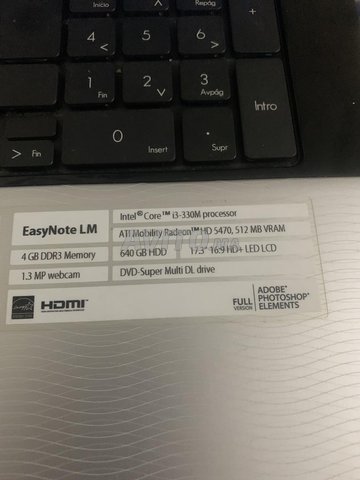 Inicio
Repág
+
4
<
5
6
>
1
Fin
2
3
Avpág
Intro
0
Insert
.
Supr
>
Fin
EasyNote LM
Intel® Core™ i3-330M processor
ATI Mobility Radeon™ HD 5470, 512 MB VRAM
4 GB DDR3 Memory
640 GB HDD
17.3" 16:9 HD+ LED LCD
1.3 MP webcam
DVD-Super Multi DL drive
HDMI
FULL
VERSION
ADOBE®
PHOTOSHOP®
ELEMENTS
AVITO